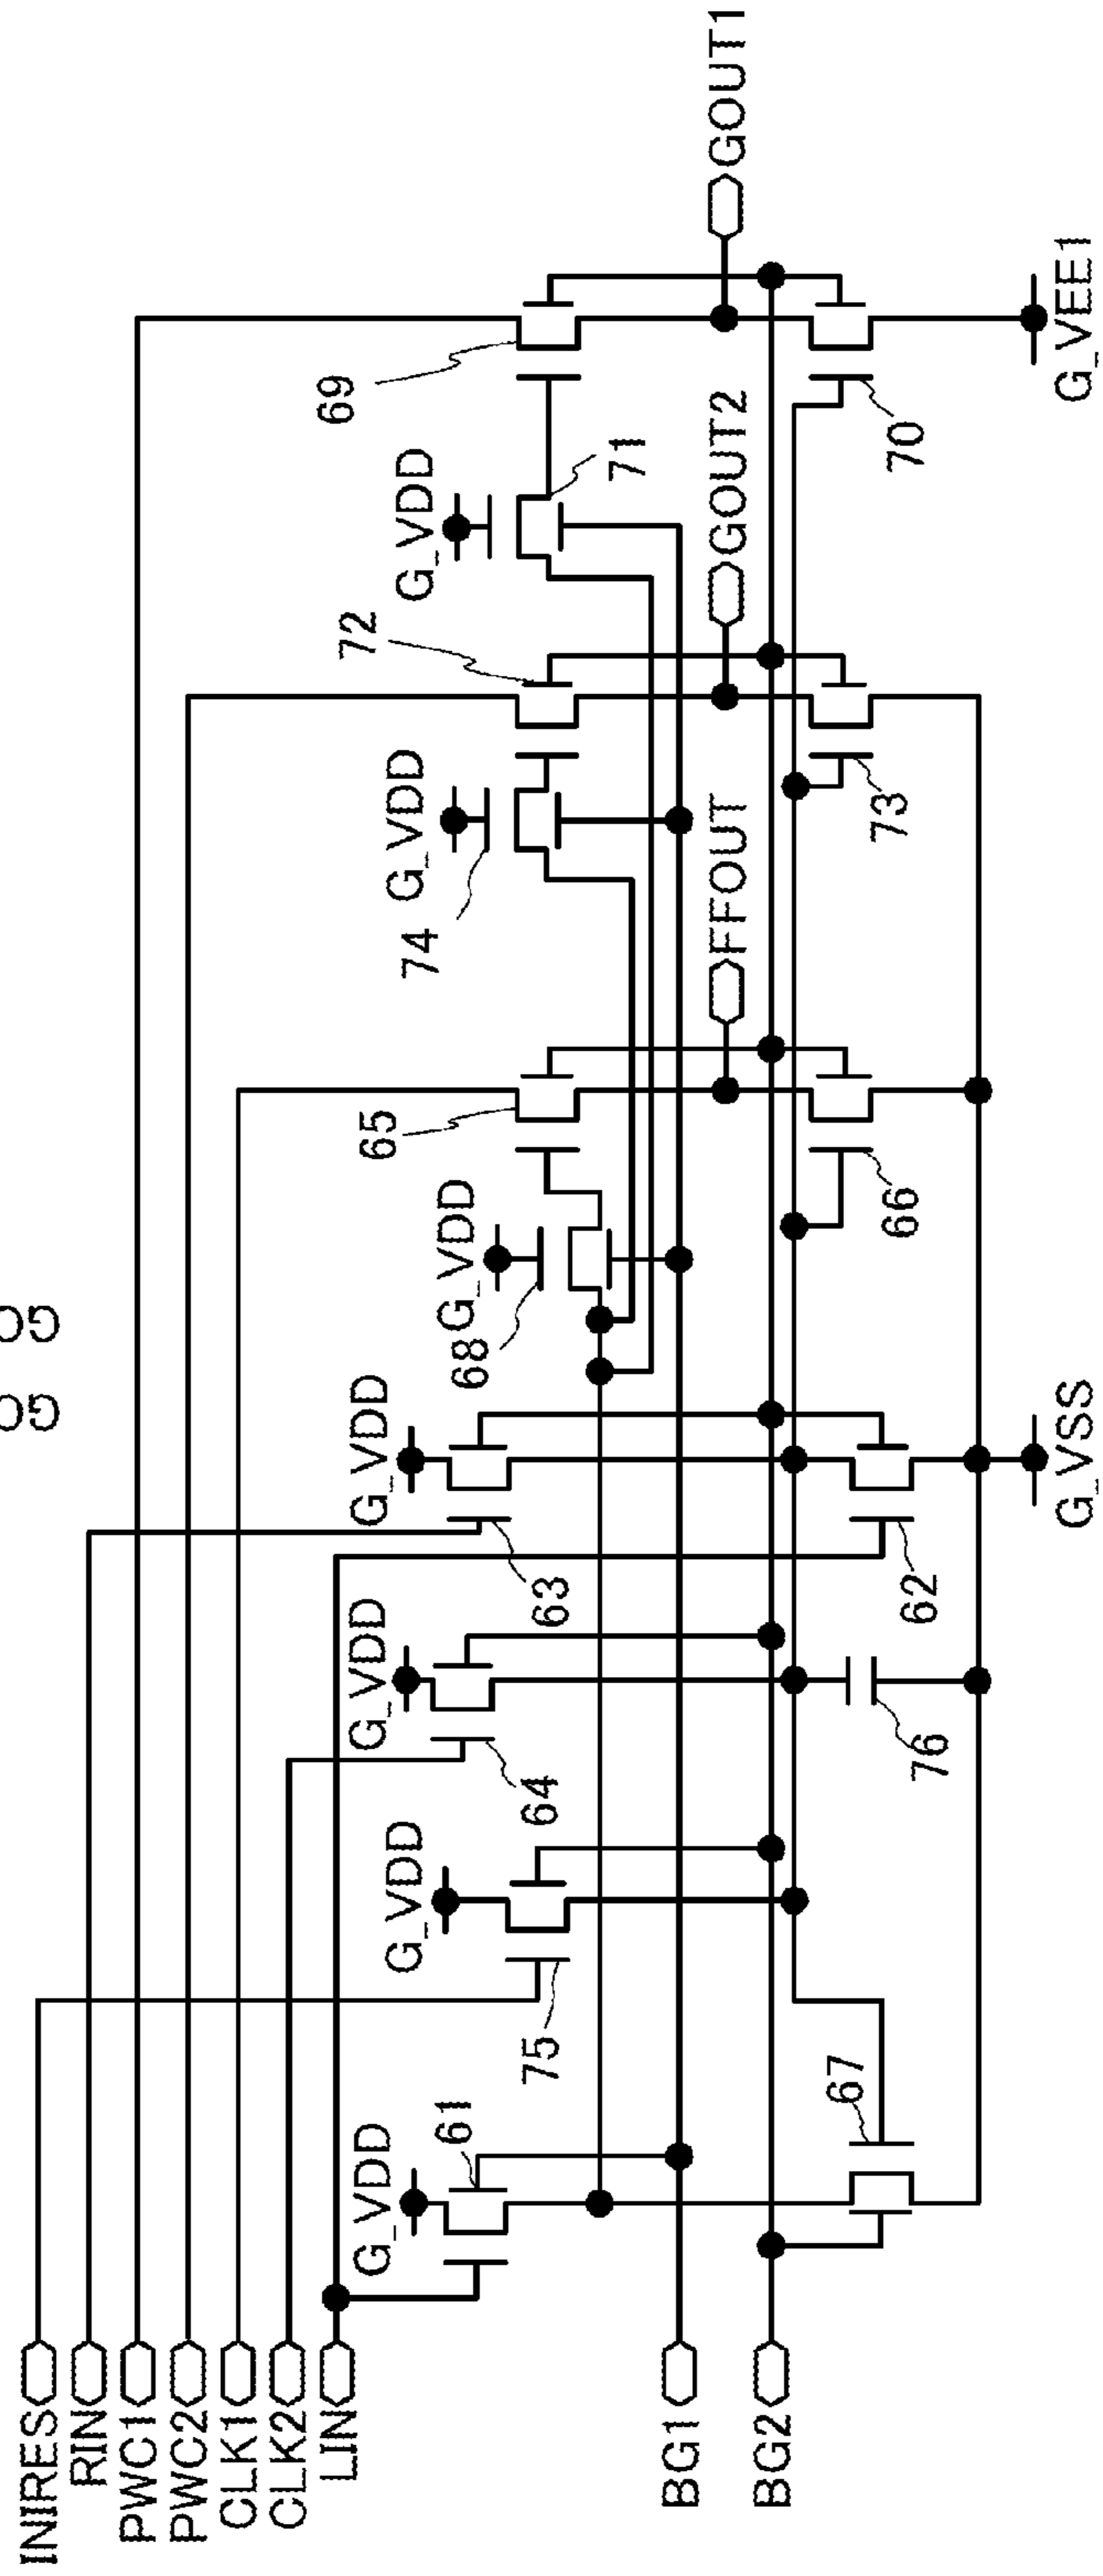 INIRES
RIN
PWC1
PWC2
CLK1
CLK2
LIN
BG1
BG2
G_VDD
61
67
75
G_VDD
64
G_VDD
76
63
G_VDD
62
G_VSS
68
G_VDD
65
66
FFOUT
74
G_VDD
72
73
GOUT2
G_VDD
71
69
70
GOUT1
G_VEE1